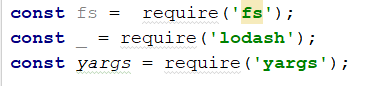 const fs =  require('fs');
const _ = require('lodash');
const yargs = require('yargs');